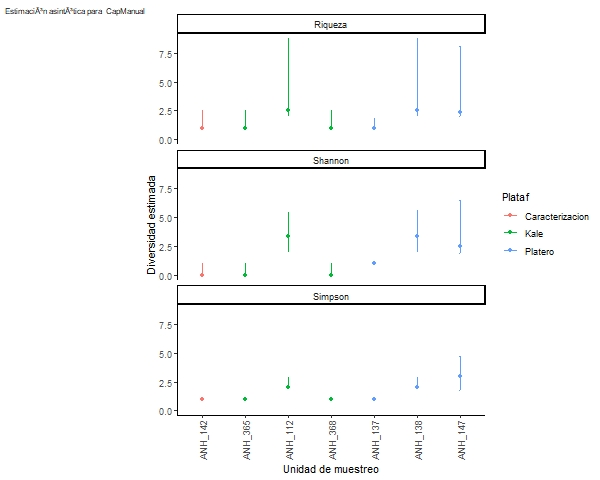 EstimaciÃ³n asintÃ³tica para CapManual
Riqueza
7.5
5.0
2.5
0.0
Shannon
7.5
5.0
2.5
0.0
Simpson
7.5
5.0
2.5
0.0
Diversidad estimada
ANH_142
ANH_365
ANH_112
ANH_368
ANH_137
ANH_138
ANH_147
Unidad de muestreo
Plataf
Caracterizacion
Kale
Platero